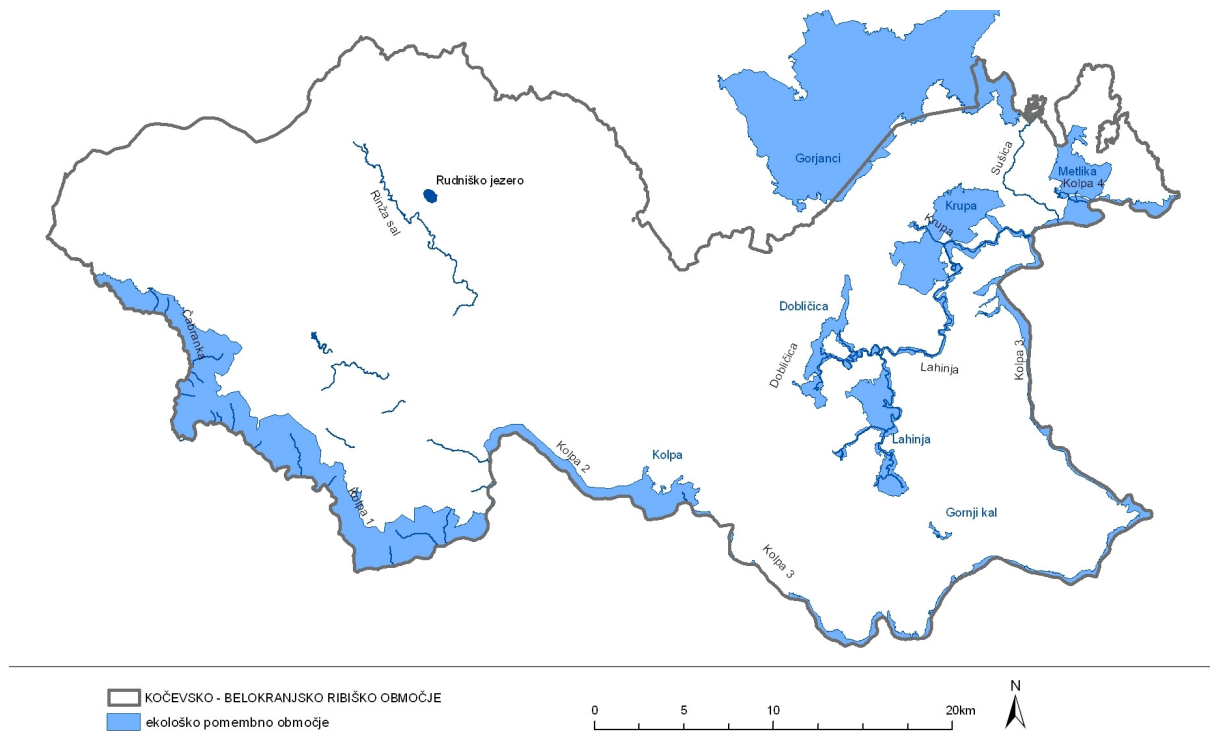 Gorjanci
Sušica
Metlika
Kolpa 4
Rudniško jezero
Rinža sal
Krupa
Krupa
Dobličica
Čabranka
Dobličica
Lahinja
Kolpa 3
Lahinja
Kolpa 2
Kolpa
Kolpa 1
Gornji kal
Kolpa 3
KOČEVSKO - BELOKRANJSKO RIBIŠKO OBMOČJE
ekološko pomembno območje
0 5 10 20km
N